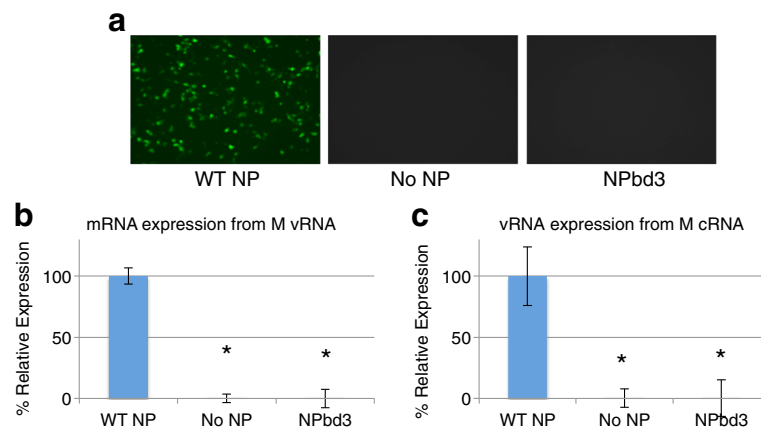 a
WT NP
No NP
NPbd3
b
mRNA expression from M vRNA
% Relative Expression
100
50
0
*
*
WT NP
No NP
NPbd3
c
vRNA expression from M cRNA
% Relative Expression
100
50
0
*
*
WT NP
No NP
NPbd3